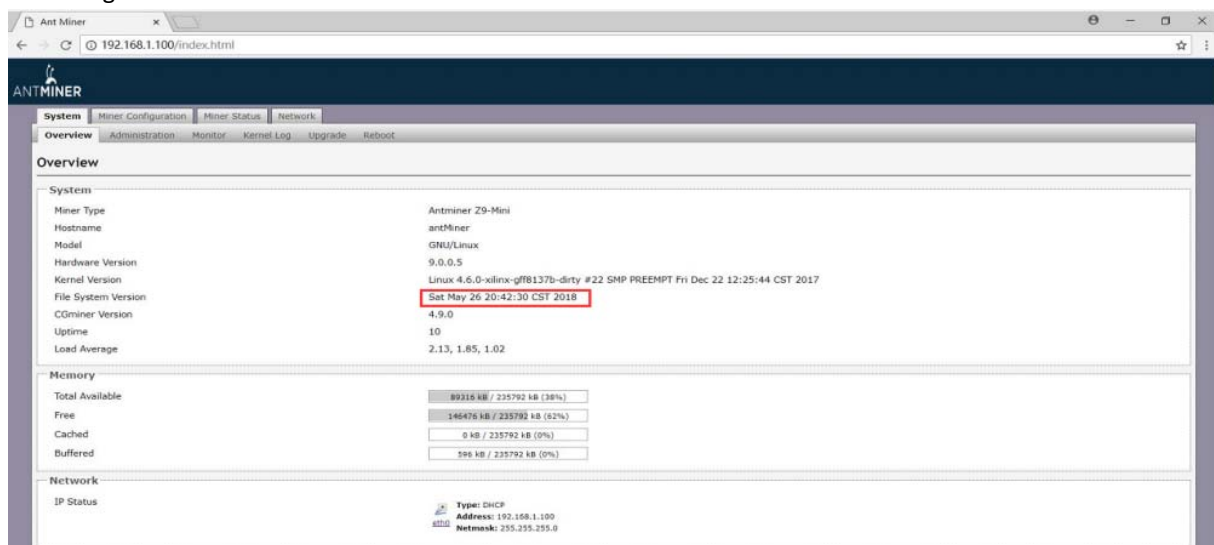 Ant Miner
192.168.1.100/index.html
ANTMINER
System Miner Configuration Miner Status Network
Overview Administration Monitor Kernel Log Upgrade Reboot
Overview
System
Miner Type Antminer Z9-Mini
Hostname antMiner
Model GNU/Linux
Hardware Version 9.0.0.5
Kernel Version Linux 4.6.0-xilinx-gff8137b-dirty #22 SMP PREEMPT Fri Dec 22 12:25:44 CST 2017
File System Version Sat May 26 20:42:30 CST 2018
CGminer Version 4.9.0
Uptime 10
Load Average 2.13, 1.85, 1.02
Memory
Total Available 89316 kB / 235792 kB (38%)
Free 146476 kB / 235792 kB (62%)
Cached 0 kB / 235792 kB (0%)
Buffered 596 kB / 235792 kB (0%)
Network
IP Status
Type: DHCP
Address: 192.168.1.100
eth0 Netmask: 255.255.255.0